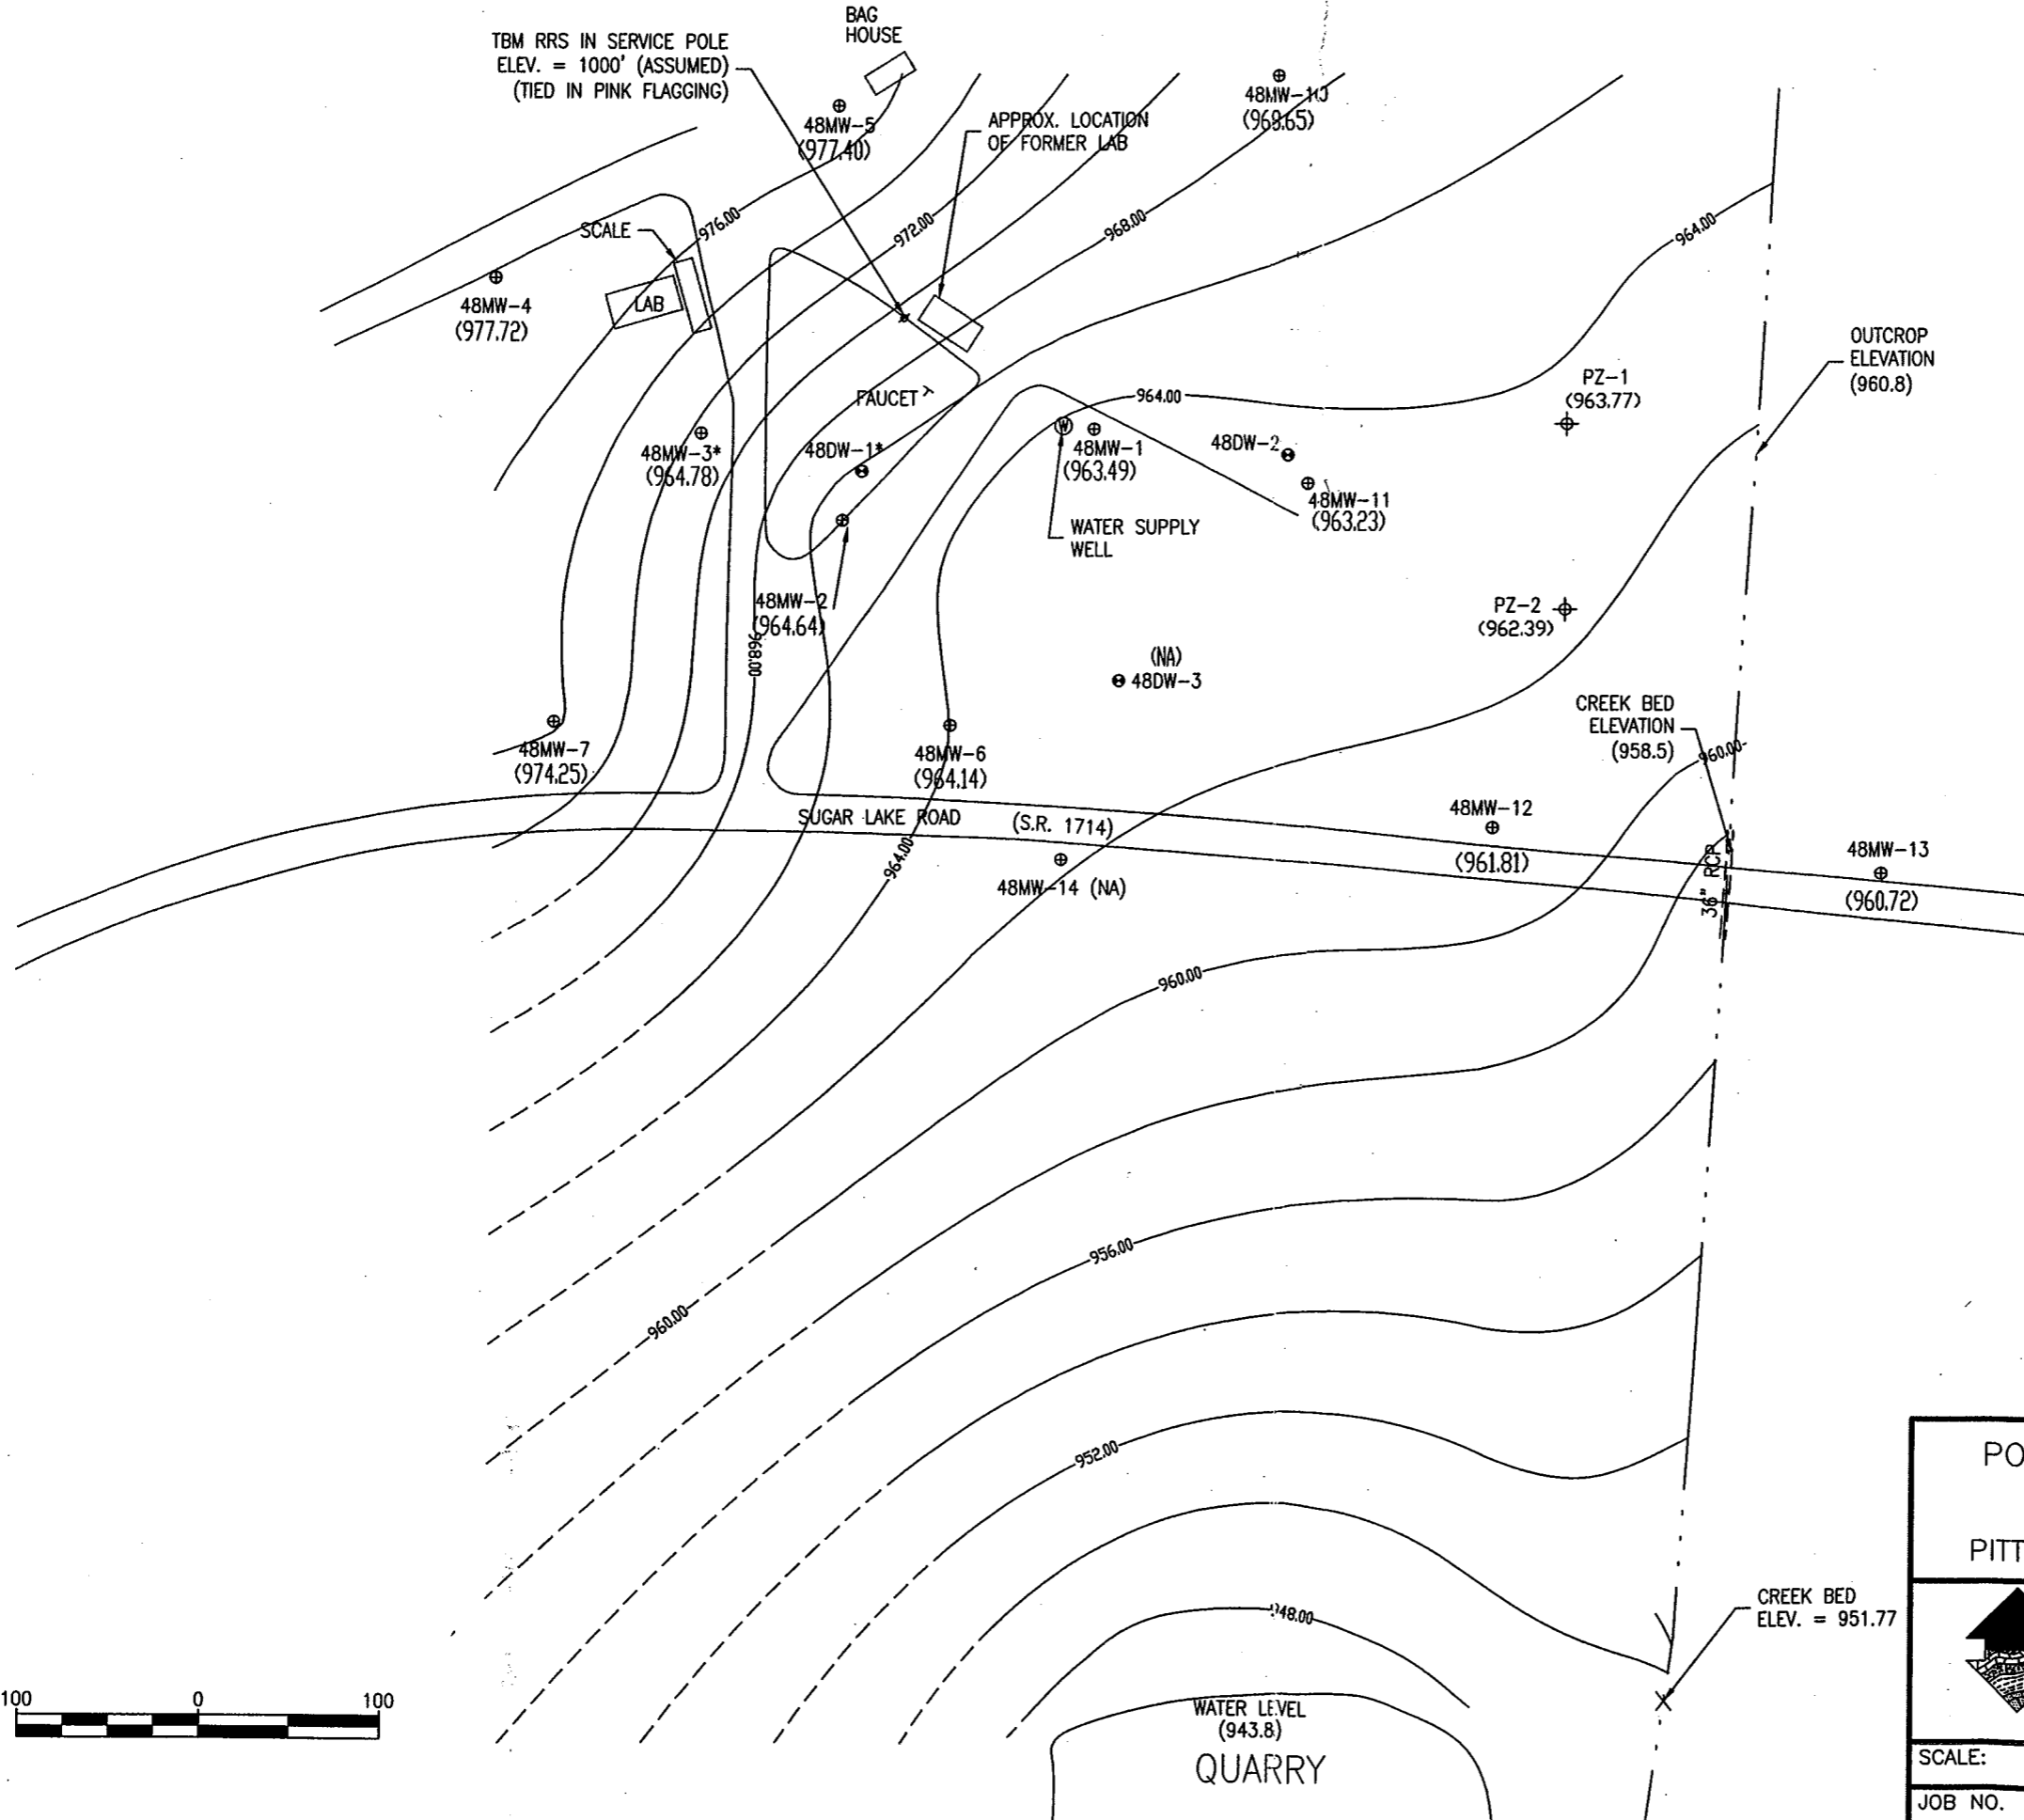 BAG
HOUSE
TBM RRS IN SERVICE POLE
ELEV. = 1000' (ASSUMED)
(TIED IN PINK FLAGGING)
48MW-5
(977.40)
APPROX. LOCATION
OF FORMER LAB
48MW-10
976.00
972.00
968.00
964.00
SCALE
LAB
48MW-4
(977.72)
OUTCROP
ELEVATION
(960.8)
PZ-1
(963.77)
FAUCET
964.00
48MW-3*
(964.78)
48DW-1*
W
48MW-1
(963.49)
48DW-2
48MW-11
(963.23)
WATER SUPPLY
WELL
48MW-2
(964.64)
968.00
PZ-2
(962.39)
(NA)
48DW-3
CREEK BED
ELEVATION
(958.5)
960.00
48MW-7
(974.25)
48MW-6
(964.14)
SUGAR LAKE ROAD
(S.R. 1714)
48MW-12
(961.81)
48MW-13
(960.72)
36" RCP
964.00
48MW-14 (NA)
960.00
956.00
960.00
952.00
948.00
CREEK BED
ELEV. = 951.77
WATER LEVEL
(943.8)
QUARRY
100 0 100
PO
PITT
SCALE:
JOB NO.